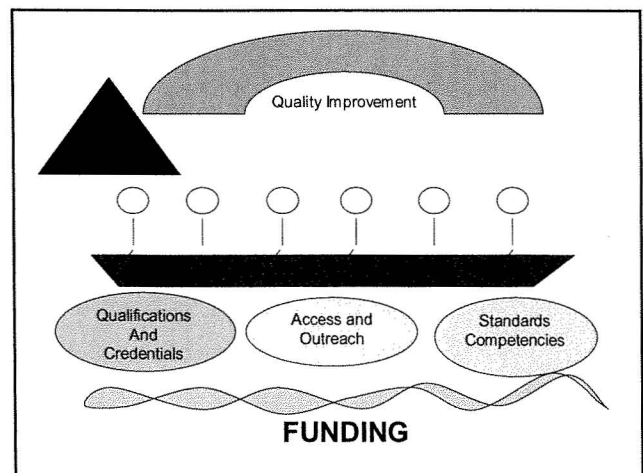 Quality Improvement
Qualifications
And
Credentials
Access and
Outreach
Standards
Competencies
FUNDING